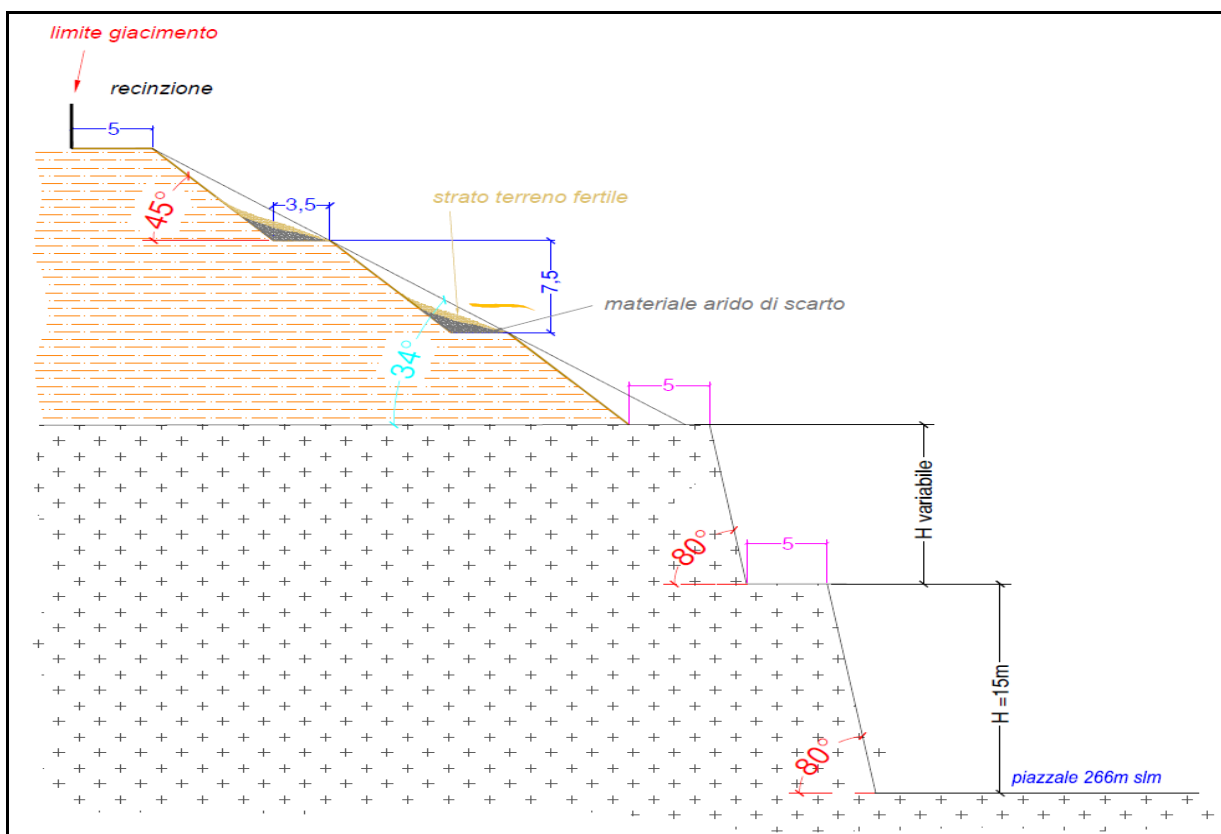 limite giacimento
recinzione
5
strato terreno fertile
3,5
45°
7,5
materiale arido di scarto
34°
5
H variabile
5
80°
H =15m
80°
piazzale 266m slm